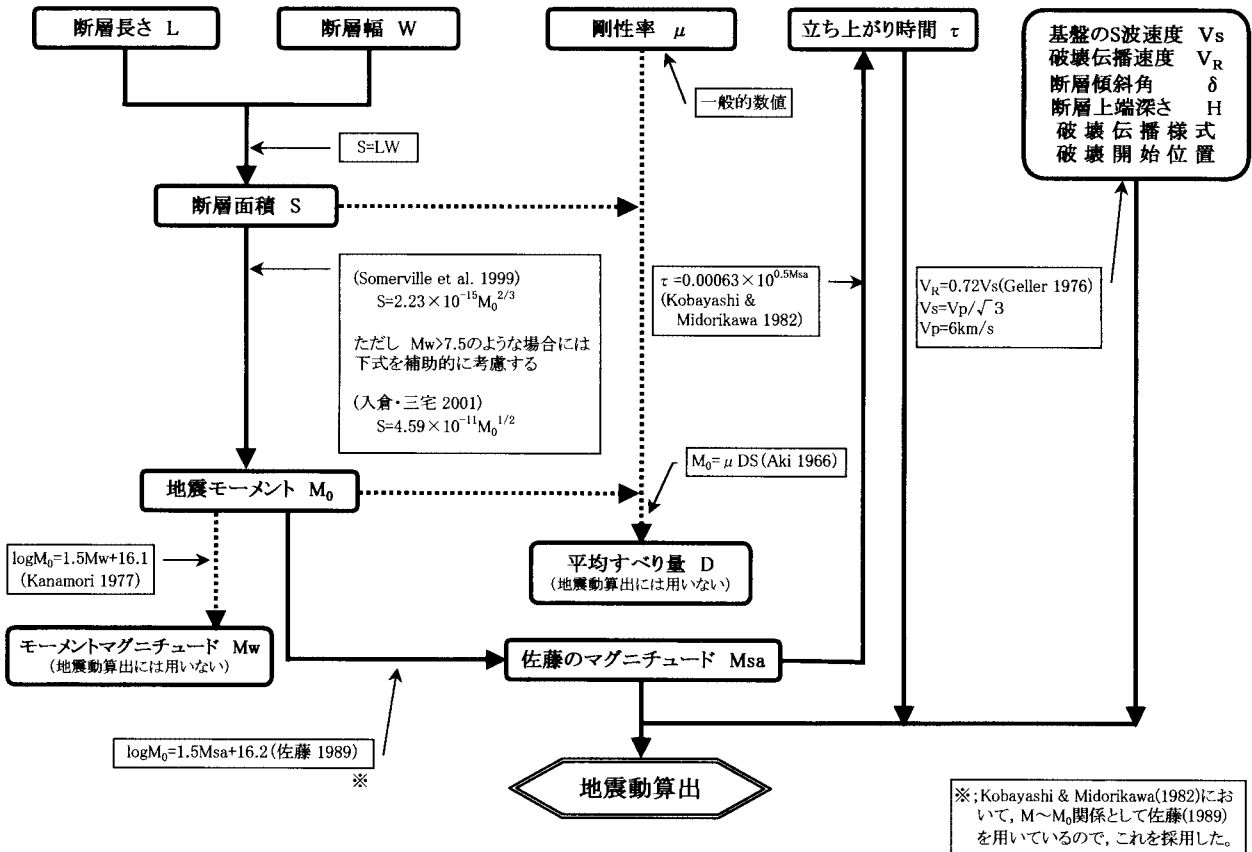 断層長さ L
断層幅 W
剛性率 μ
立ち上がり時間 τ
基盤のS波速度 Vs
破壊伝播速度 V_R
断層傾斜角 δ
断層上端深さ H
破壊伝播様式
破壊開始位置
一般的数値
S=LW
断層面積 S
(Somerville et al. 1999)
S=2.23×10^{-15}M_0^{2/3}
ただし Mw>7.5のような場合には
下式を補助的に考慮する
(入倉・三宅 2001)
S=4.59×10^{-11}M_0^{1/2}
τ=0.00063×10^{0.5Msa}
(Kobayashi &
Midorikawa 1982)
V_R=0.72Vs(Geller 1976)
Vs=Vp/√3
Vp=6km/s
M_0=μDS(Aki 1966)
地震モーメント M_0
logM_0=1.5Mw+16.1
(Kanamori 1977)
平均すべり量 D
(地震動算出には用いない)
モーメントマグニチュード Mw
(地震動算出には用いない)
佐藤のマグニチュード Msa
logM_0=1.5Msa+16.2(佐藤 1989)
※
地震動算出
※;Kobayashi & Midorikawa(1982)にお
いて, M～M_0関係として佐藤(1989)
を用いているので, これを採用した。